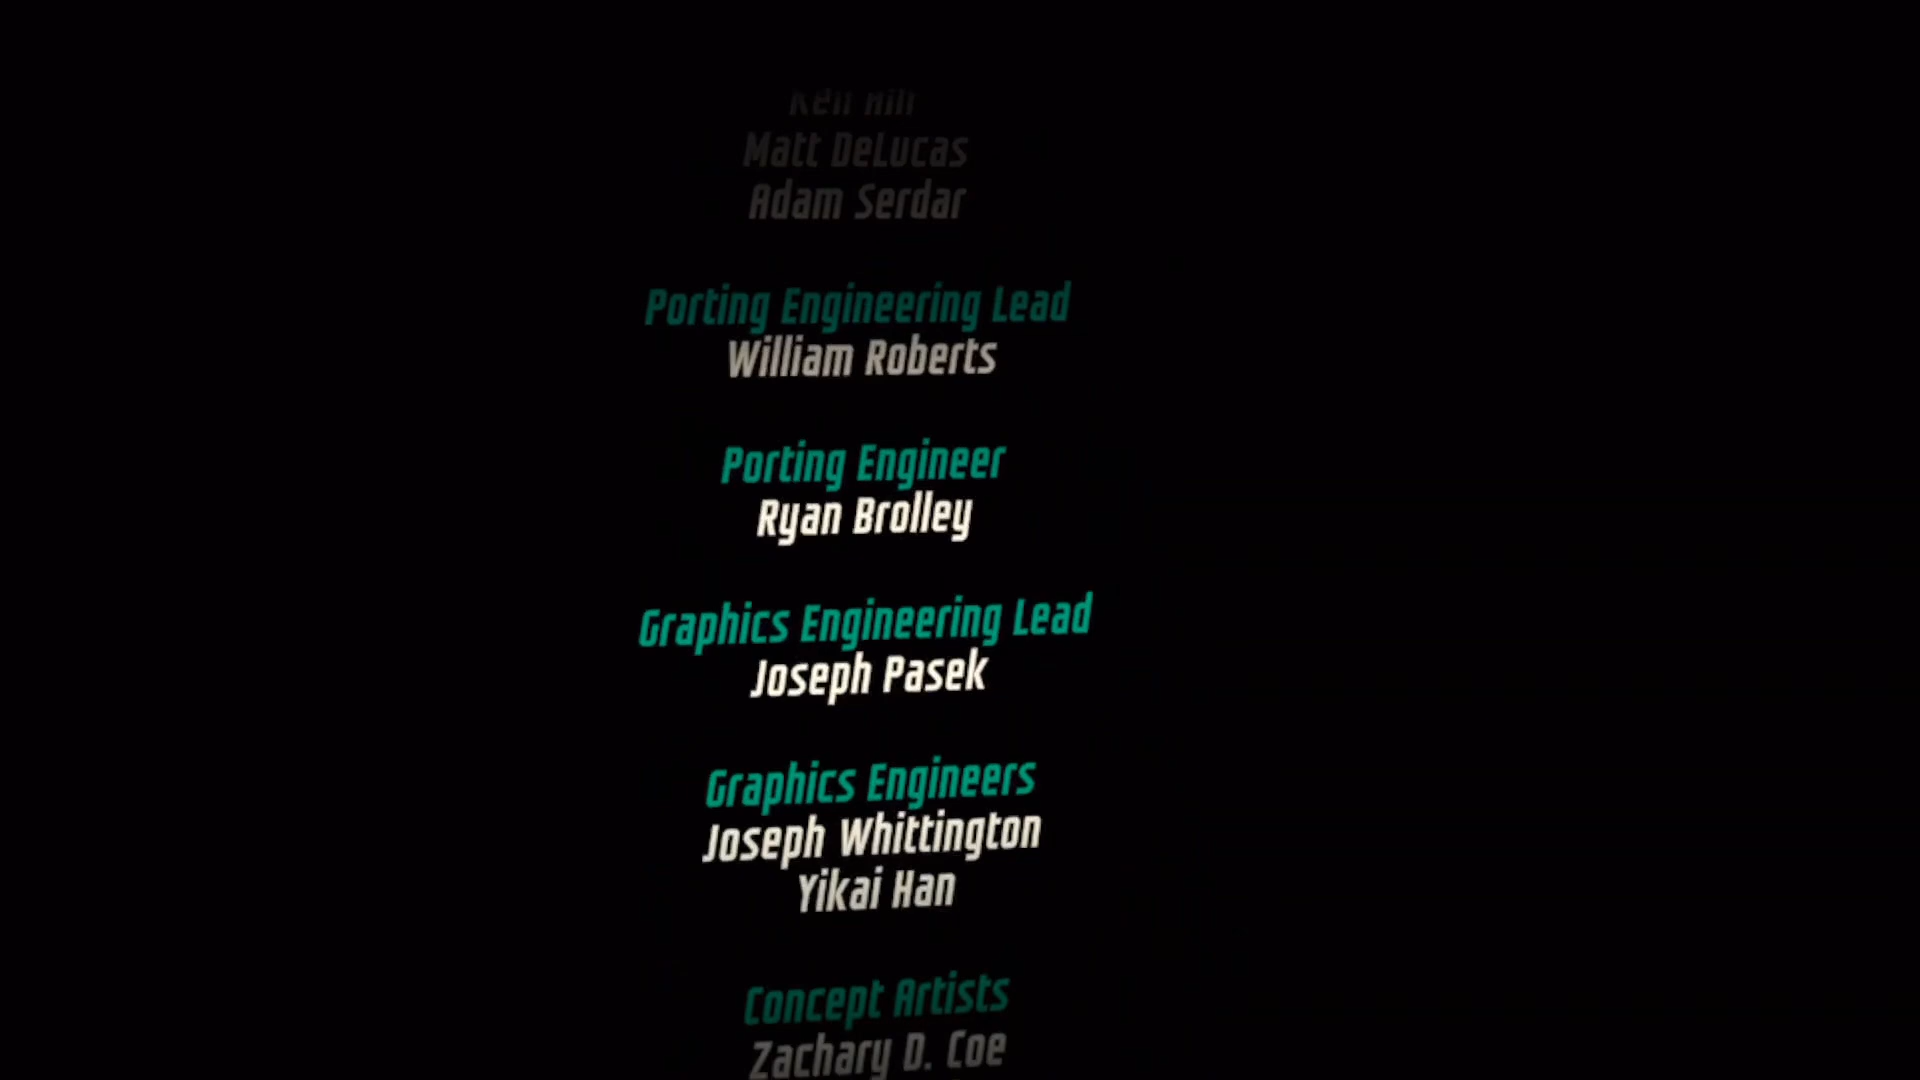 Matt DeLucas
Adam Serdar
Porting Engineering Lead
William Roberts
Porting Engineer
Ryan Brolley
Graphics Engineering Lead
Joseph Pasek
Graphics Engineers
Joseph Whittington
Yikai Han
Concept Artists
Zachary D. Coe